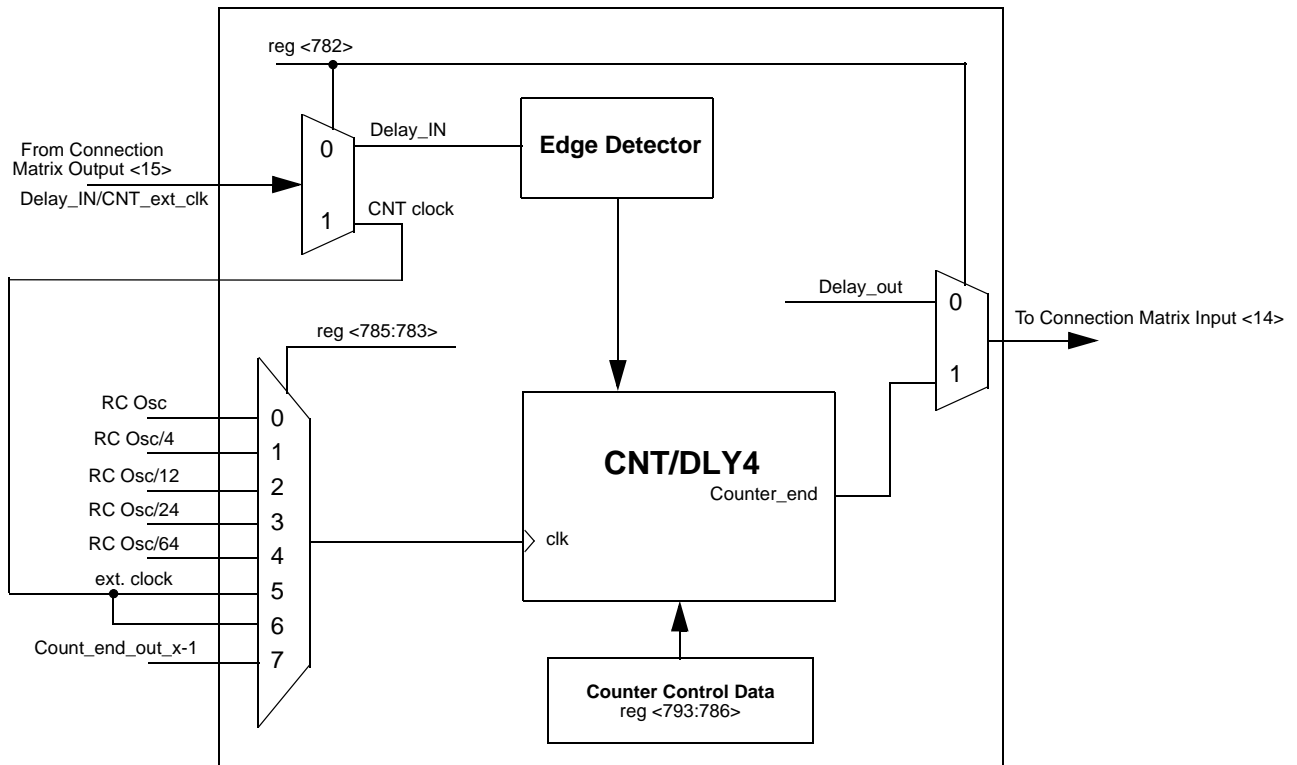 reg <782>
From Connection
Matrix Output <15>
Delay_IN/CNT_ext_clk
0
1
Delay_IN
CNT clock
Edge Detector
Delay_out
0
1
To Connection Matrix Input <14>
reg <785:783>
RC Osc
RC Osc/4
RC Osc/12
RC Osc/24
RC Osc/64
ext. clock
Count_end_out_x-1
0
1
2
3
4
5
6
7
CNT/DLY4
Counter_end
clk
Counter Control Data
reg <793:786>